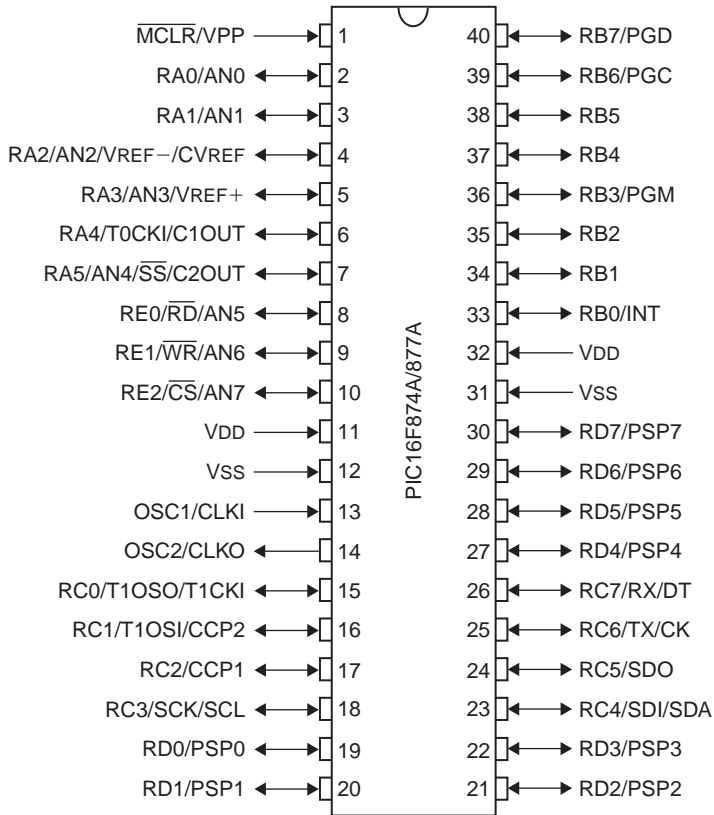 MCLR/VPP 1 40 RB7/PGD
RA0/AN0 2 39 RB6/PGC
RA1/AN1 3 38 RB5
RA2/AN2/VREF−/CVREF 4 37 RB4
RA3/AN3/VREF+ 5 36 RB3/PGM
RA4/T0CKI/C1OUT 6 35 RB2
RA5/AN4/SS/C2OUT 7 34 RB1
RE0/RD/AN5 8 33 RB0/INT
RE1/WR/AN6 9 32 VDD
RE2/CS/AN7 10 31 VSS
VDD 11 30 RD7/PSP7
VSS 12 29 RD6/PSP6
OSC1/CLKI 13 28 RD5/PSP5
OSC2/CLKO 14 27 RD4/PSP4
RC0/T1OSO/T1CKI 15 26 RC7/RX/DT
RC1/T1OSI/CCP2 16 25 RC6/TX/CK
RC2/CCP1 17 24 RC5/SDO
RC3/SCK/SCL 18 23 RC4/SDI/SDA
RD0/PSP0 19 22 RD3/PSP3
RD1/PSP1 20 21 RD2/PSP2
PIC16F874A/877A